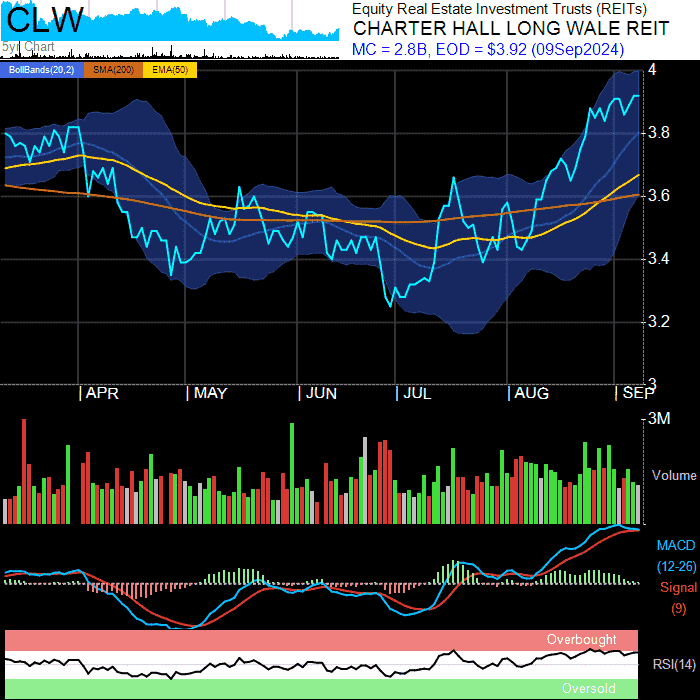 CLW
5yr Chart
Equity Real Estate Investment Trusts (REITs)
CHARTER HALL LONG WALE REIT
MC = 2.8B, EOD = $3.92 (09Sep2024)
BollBands(20,2) SMA(200) EMA(50)
4
3.8
3.6
3.4
3.2
3
APR MAY JUN JUL AUG SEP
3M
Volume
MACD
(12-26)
Signal
(9)
Overbought
RSI(14)
Oversold